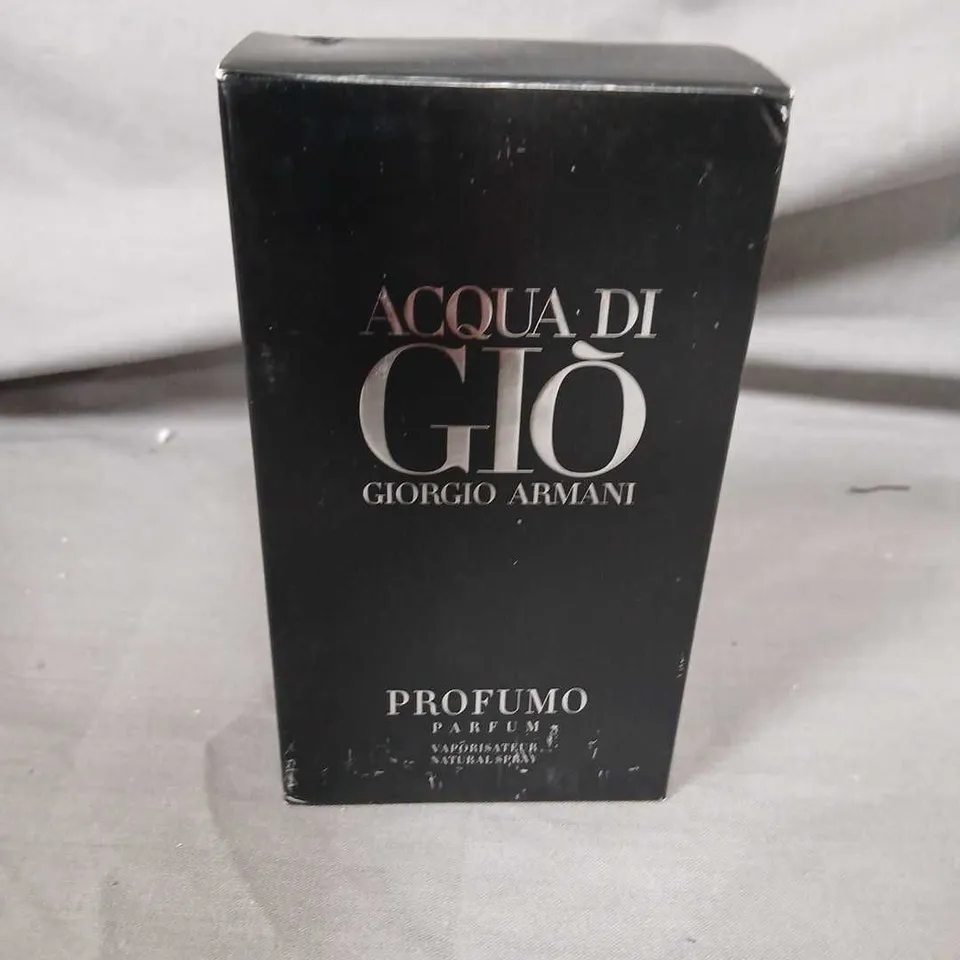 ACQUA DI
GIÒ
GIORGIO ARMANI
PROFUMO
PARFUM
VAPORISATEUR
NATURAL SPRAY